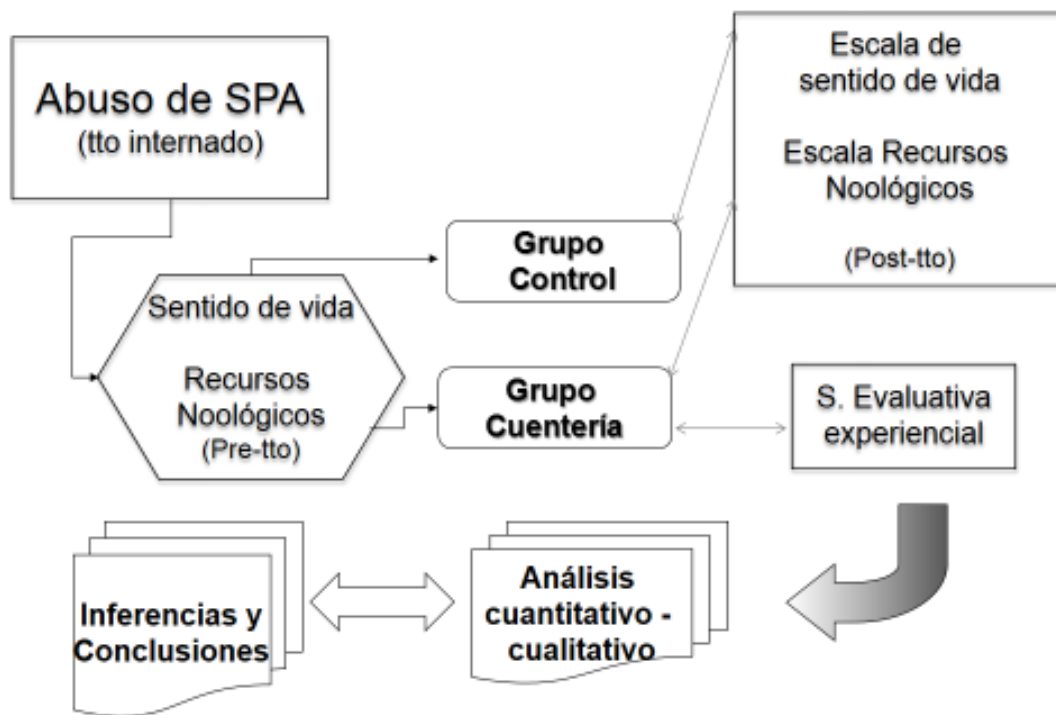 Abuso de SPA
(tto internado)
Sentido de vida
Recursos
Noológicos
(Pre-tto)
Grupo
Control
Grupo
Cuentería
Escala de
sentido de vida
Escala Recursos
Noológicos
(Post-tto)
S. Evaluativa
experiencial
Análisis
cuantitativo -
cualitativo
Inferencias y
Conclusiones